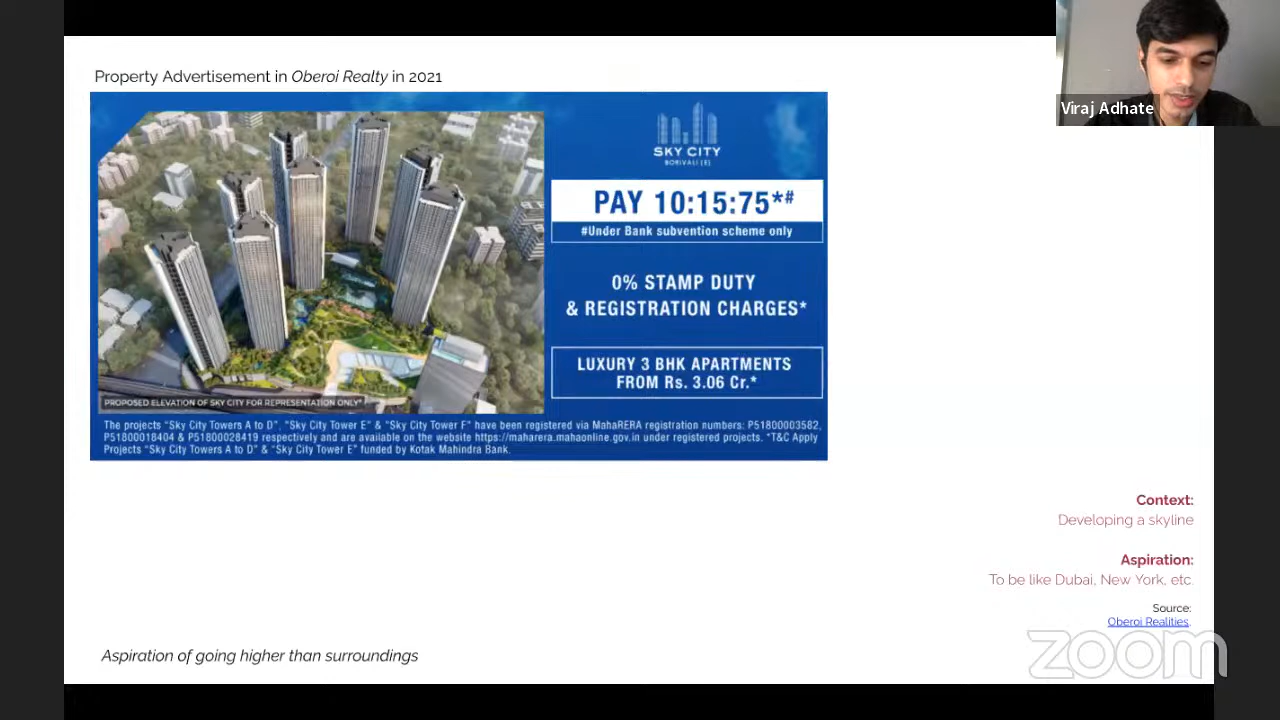 Property Advertisement in Oberoi Realty in 2021
Viraj Adhate
SKY CITY
BORIVALI (E)
PAY 10:15:75*#
#Under Bank subvention scheme only
0% STAMP DUTY
& REGISTRATION CHARGES*
LUXURY 3 BHK APARTMENTS
FROM Rs. 3.06 Cr.*
PROPOSED ELEVATION OF SKY CITY FOR REPRESENTATION ONLY*
The projects "Sky City Towers A to D", "Sky City Tower E" & "Sky City Tower F" have been registered via MahaRERA registration numbers: P51800003582,
P51800018404 & P51800028419 respectively and are available on the website https://maharera.mahaonline.gov.in under registered projects. *T&C Apply
Projects "Sky City Towers A to D" & "Sky City Tower E" funded by Kotak Mahindra Bank.
Context:
Developing a skyline
Aspiration:
To be like Dubai, New York, etc.
Source:
Oberoi Realities.
Aspiration of going higher than surroundings
zoom